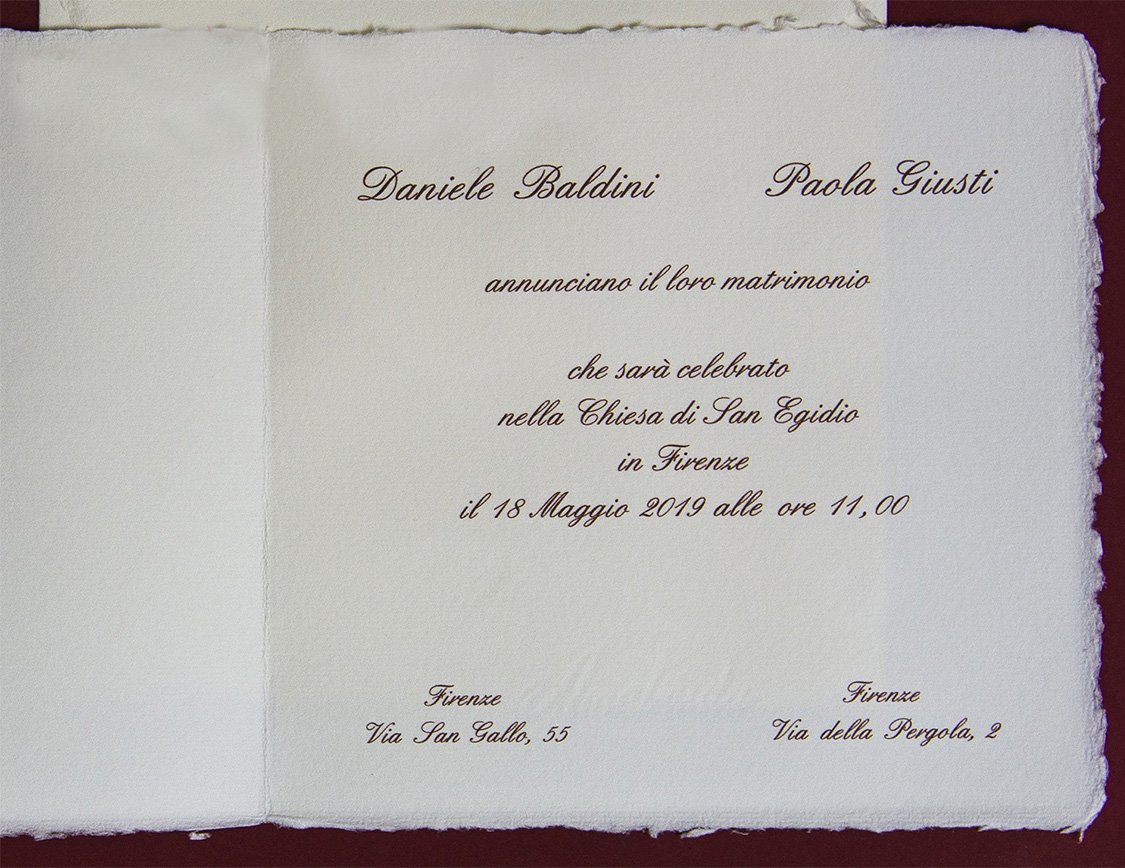 Daniele Baldini Paola Giusti
annunciano il loro matrimonio
che sarà celebrato
nella Chiesa di San Egidio
in Firenze
il 18 Maggio 2019 alle ore 11,00
Firenze
Via San Gallo, 55
Firenze
Via della Pergola, 2